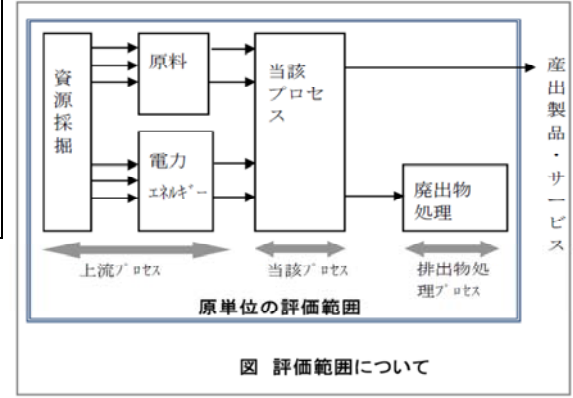 資源採掘
原料
電力
エネルギー
当該
プロセ
ス
廃出物
処理
産出製品・サービス
上流プロセス
当該プロセス
排出物処
理プロセス
原単位の評価範囲
図 評価範囲について